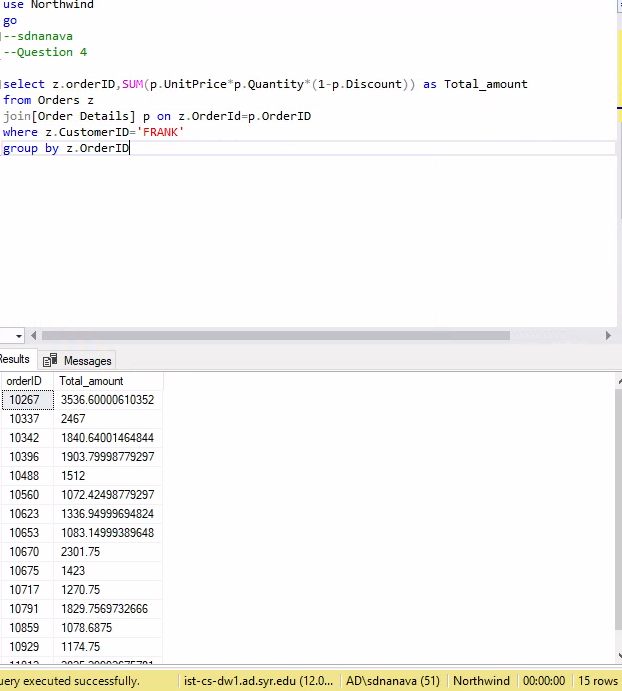 use Northwind
go
--sdnanava
--Question 4
select z.orderID,SUM(p.UnitPrice*p.Quantity*(1-p.Discount)) as Total_amount
from Orders z
join[Order Details] p on z.OrderId=p.OrderID
where z.CustomerID='FRANK'
group by z.OrderID
Results Messages
orderID Total_amount
10267 3536.60000610352
10337 2467
10342 1840.64001464844
10396 1903.79998779297
10488 1512
10560 1072.42498779297
10623 1336.94999694824
10653 1083.14999389648
10670 2301.75
10675 1423
10717 1270.75
10791 1829.7569732666
10859 1078.6875
10929 1174.75
uery executed successfully. ist-cs-dw1.ad.syr.edu (12.0... AD\sdnanava (51) Northwind 00:00:00 15 rows